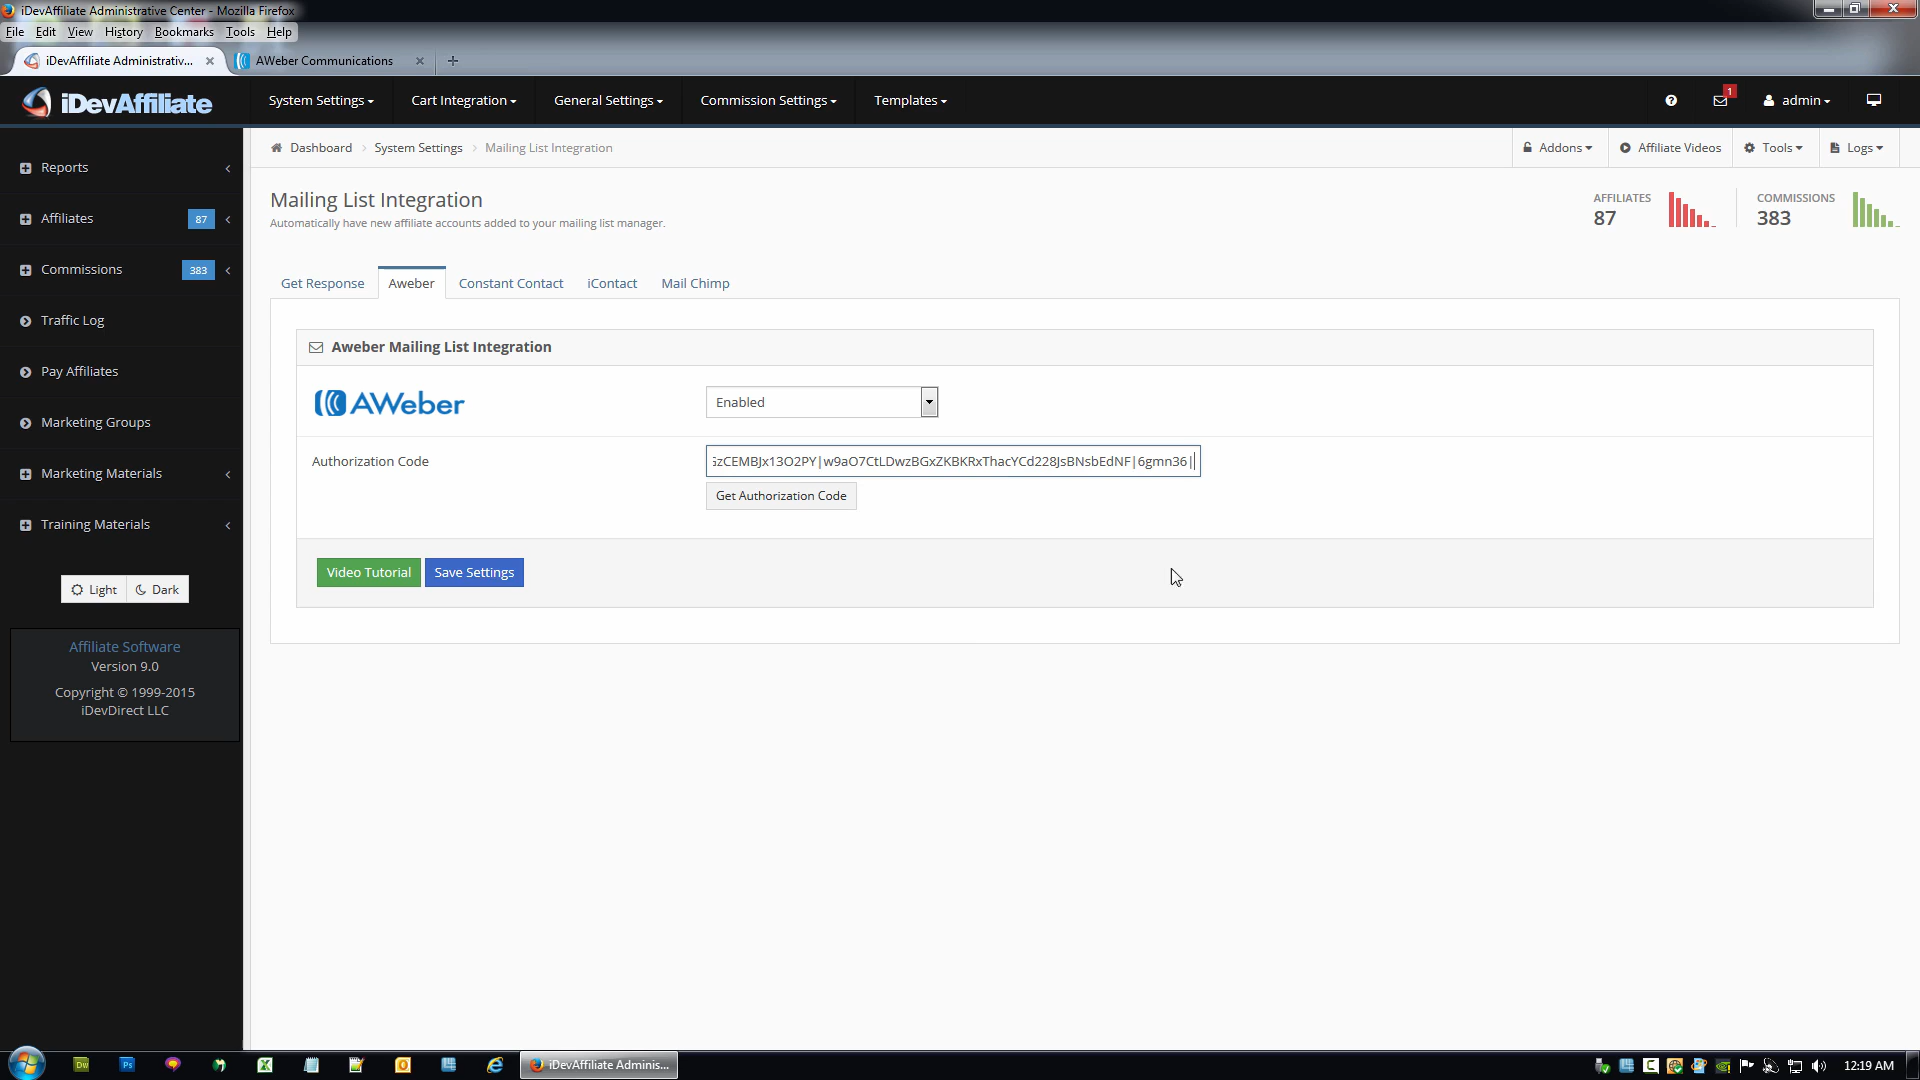 iDevAffiliate Administrative Center - Mozilla Firefox
File Edit View History Bookmarks Tools Help
iDevAffiliate Administrativ... AWeber Communications
iDevAffiliate System Settings Cart Integration General Settings Commission Settings Templates 1 admin
Dashboard System Settings Mailing List Integration Addons Affiliate Videos Tools Logs
Reports
Affiliates 87
Commissions 383
Traffic Log
Pay Affiliates
Marketing Groups
Marketing Materials
Training Materials
Light Dark
Affiliate Software
Version 9.0
Copyright © 1999-2015
iDevDirect LLC
Mailing List Integration
Automatically have new affiliate accounts added to your mailing list manager.
AFFILIATES
87
COMMISSIONS
383
Get Response Aweber Constant Contact iContact Mail Chimp
Aweber Mailing List Integration
AWeber Enabled
Authorization Code GzCEMBJx13O2PY|w9aO7CtLDwzBGxZKBKRxThacYCd228JsBNsbEdNF|6gmn36|
Get Authorization Code
Video Tutorial Save Settings
Dw Ps iDevAffiliate Adminis... 12:19 AM